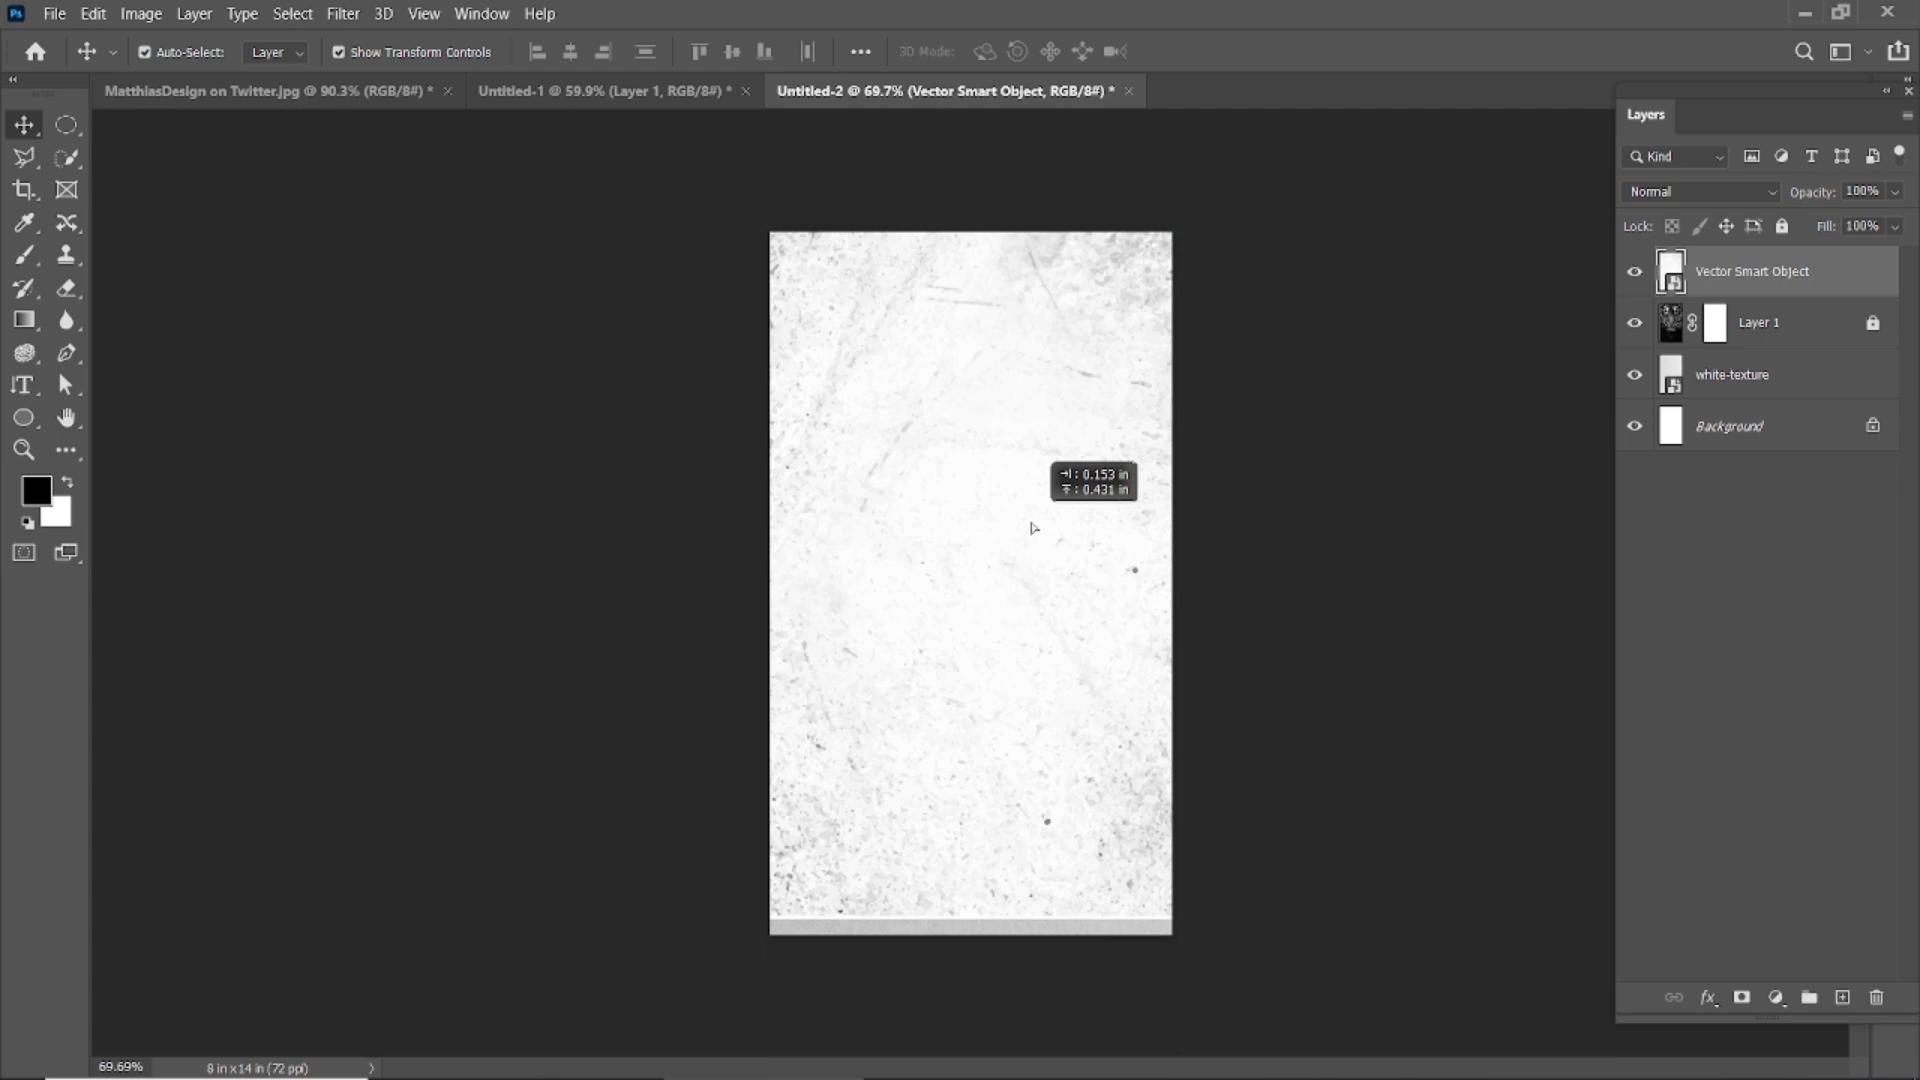 Ps File Edit Image Layer Type Select Filter 3D View Window Help
Auto-Select: Layer Show Transform Controls 3D Mode:
MatthiasDesign on Twitter.jpg @ 90.3% (RGB/8#) * Untitled-1 @ 59.9% (Layer 1, RGB/8#) * Untitled-2 @ 69.7% (Vector Smart Object, RGB/8#) *
Layers
Kind
Normal Opacity: 100%
Lock: Fill: 100%
Vector Smart Object
Layer 1
white-texture
Background
: 0.153 in
: 0.431 in
fx
69.69% 8 in x 14 in (72 ppi)